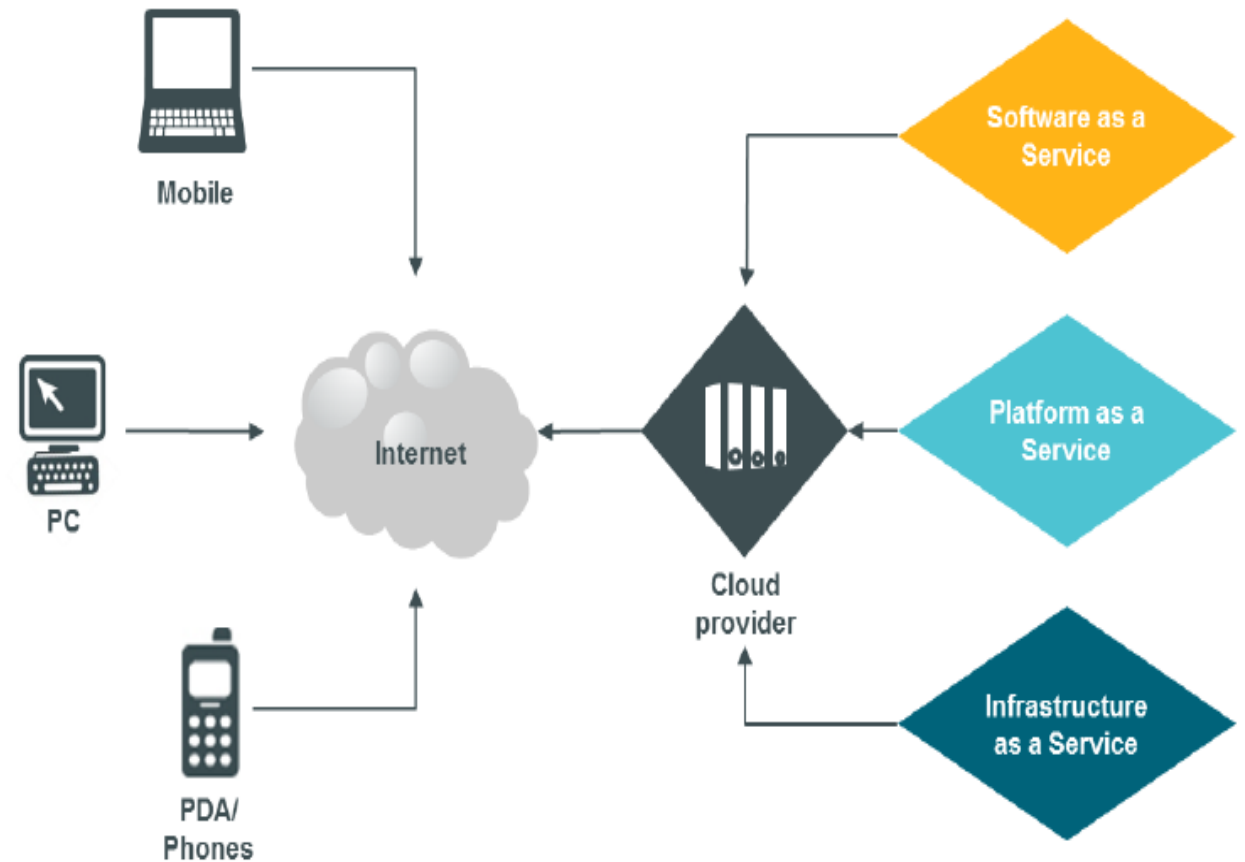 Mobile
PC
PDA/
Phones
Internet
Cloud
provider
Software as a
Service
Platform as a
Service
Infrastructure
as a Service